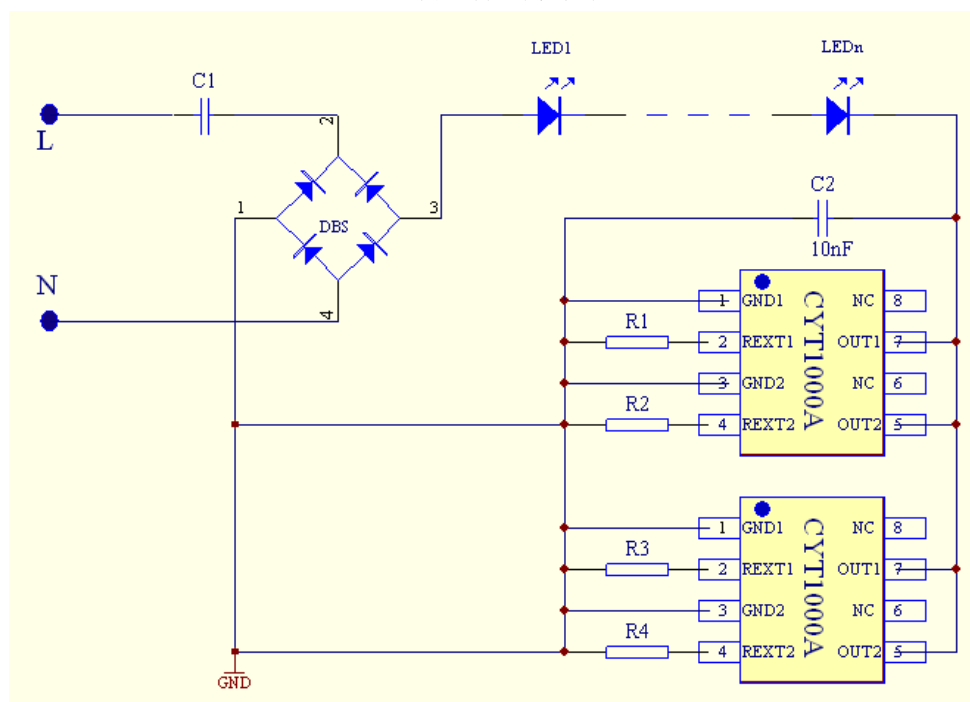 LED1
LEDn
C1
L
2
C2
1
DBS
3
10nF
N
4
CYT1000A
1 GND1 NC 8
R1
2 REXT1 OUT1 7
3 GND2 NC 6
R2
4 REXT2 OUT2 5
CYT1000A
1 GND1 NC 8
R3
2 REXT1 OUT1 7
3 GND2 NC 6
R4
4 REXT2 OUT2 5
GND